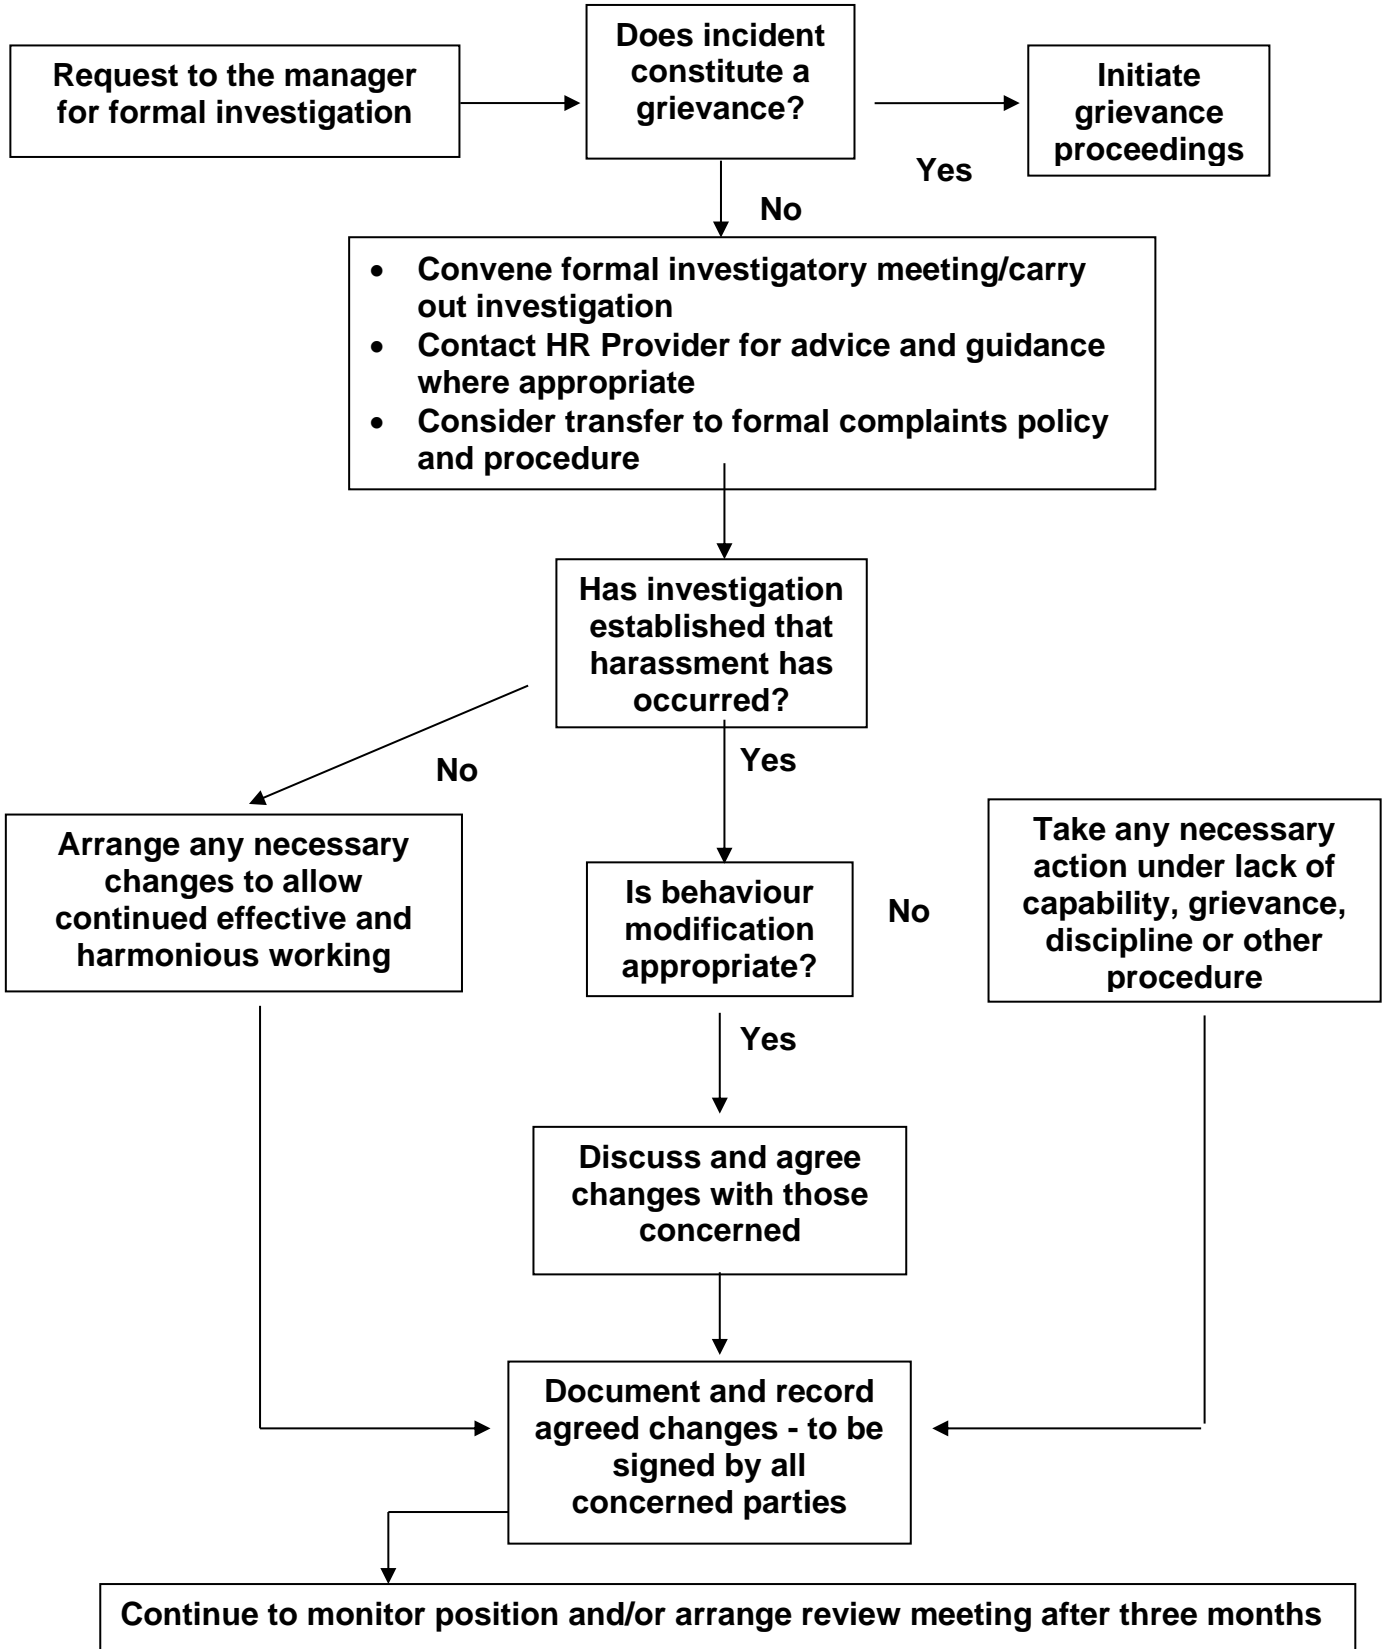 Request to the manager
for formal investigation
Does incident
constitute a
grievance?
Initiate
grievance
proceedings
Yes
No
• Convene formal investigatory meeting/carry
out investigation
• Contact HR Provider for advice and guidance
where appropriate
• Consider transfer to formal complaints policy
and procedure
Has investigation
established that
harassment has
occurred?
No
Yes
Arrange any necessary
changes to allow
continued effective and
harmonious working
Is behaviour
modification
appropriate?
No
Take any necessary
action under lack of
capability, grievance,
discipline or other
procedure
Yes
Discuss and agree
changes with those
concerned
Document and record
agreed changes - to be
signed by all
concerned parties
Continue to monitor position and/or arrange review meeting after three months